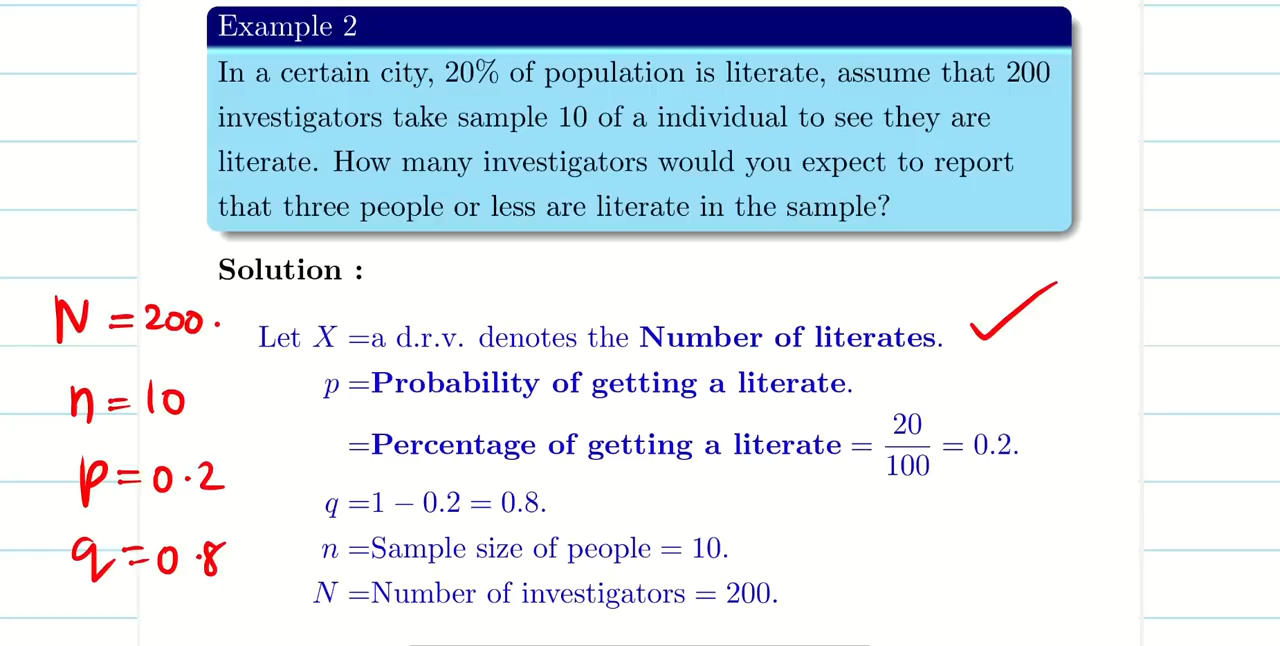 Example 2
In a certain city, 20% of population is literate, assume that 200
investigators take sample 10 of a individual to see they are
literate. How many investigators would you expect to report
that three people or less are literate in the sample?
Solution :
N = 200.
Let X =a d.r.v. denotes the Number of literates.
p =Probability of getting a literate.
n = 10
=Percentage of getting a literate = 20/100 = 0.2.
p = 0.2
q =1 − 0.2 = 0.8.
n =Sample size of people = 10.
q = 0.8
N =Number of investigators = 200.